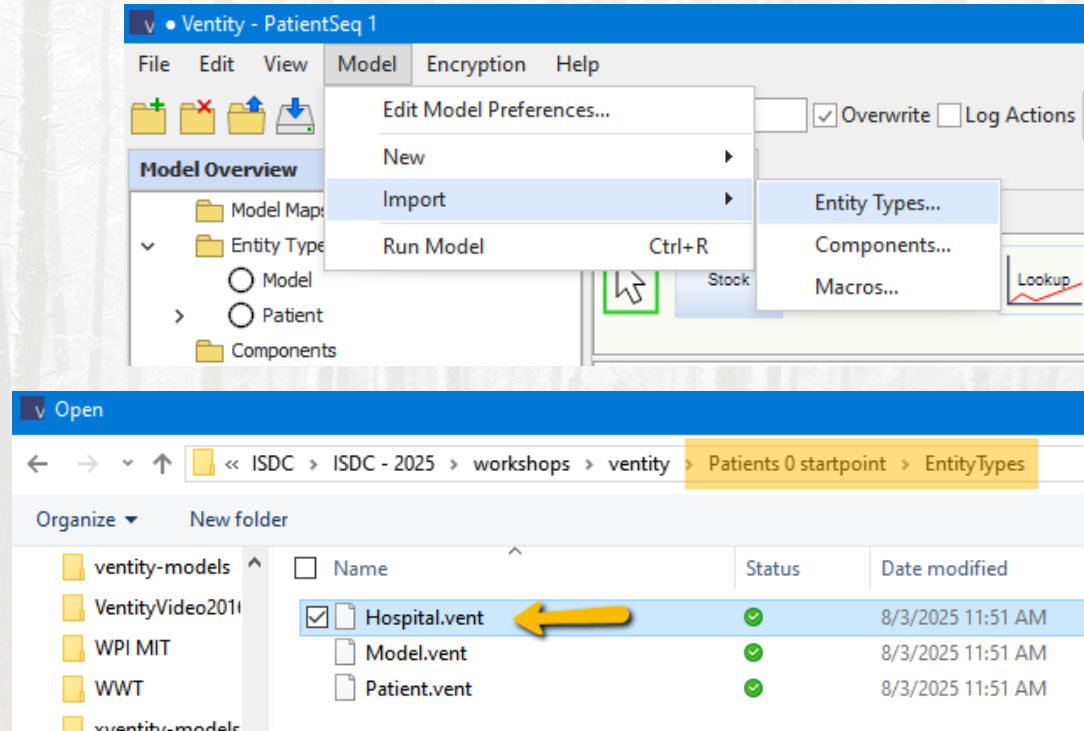 Ventity - PatientSeq 1
File Edit View Model Encryption Help
Edit Model Preferences...
Overwrite Log Actions
New
Model Overview
Import
Entity Types...
Model Maps
Run Model Ctrl+R
Components...
Entity Type
Stock
Macros...
Lookup
Model
Patient
Components
Open
« ISDC > ISDC - 2025 > workshops > ventity > Patients 0 startpoint > EntityTypes
Organize New folder
ventity-models
Name Status Date modified
VentityVideo2016
Hospital.vent 8/3/2025 11:51 AM
WPI MIT
Model.vent 8/3/2025 11:51 AM
WWT
Patient.vent 8/3/2025 11:51 AM
xventity-models